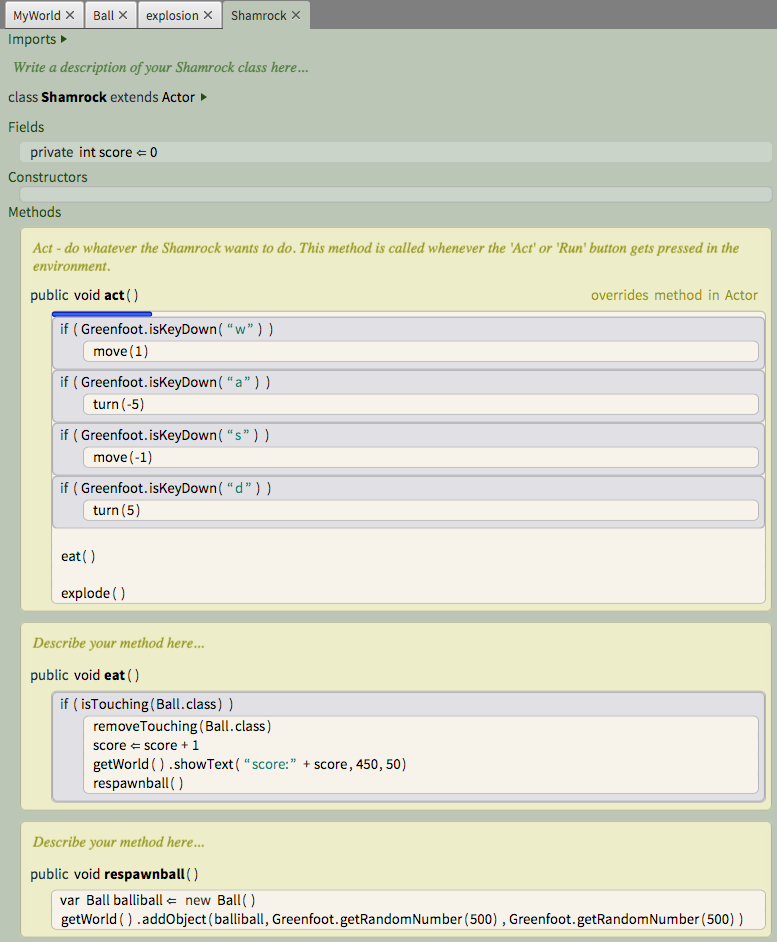 MyWorld ✕ Ball ✕ explosion ✕ Shamrock ✕
Imports ▶
Write a description of your Shamrock class here...
class Shamrock extends Actor ▶
Fields
private int score ⇐ 0
Constructors
Methods
Act - do whatever the Shamrock wants to do. This method is called whenever the 'Act' or 'Run' button gets pressed in the
environment.
public void act() overrides method in Actor
if ( Greenfoot.isKeyDown( “w” ) )
move(1)
if ( Greenfoot.isKeyDown( “a” ) )
turn(-5)
if ( Greenfoot.isKeyDown( “s” ) )
move(-1)
if ( Greenfoot.isKeyDown( “d” ) )
turn(5)
eat( )
explode( )
Describe your method here...
public void eat( )
if ( isTouching(Ball.class) )
removeTouching(Ball.class)
score ⇐ score + 1
getWorld( ).showText( “score:” + score, 450, 50)
respawnball( )
Describe your method here...
public void respawnball( )
var Ball balliball ⇐ new Ball( )
getWorld( ).addObject(balliball, Greenfoot.getRandomNumber(500) , Greenfoot.getRandomNumber(500) )